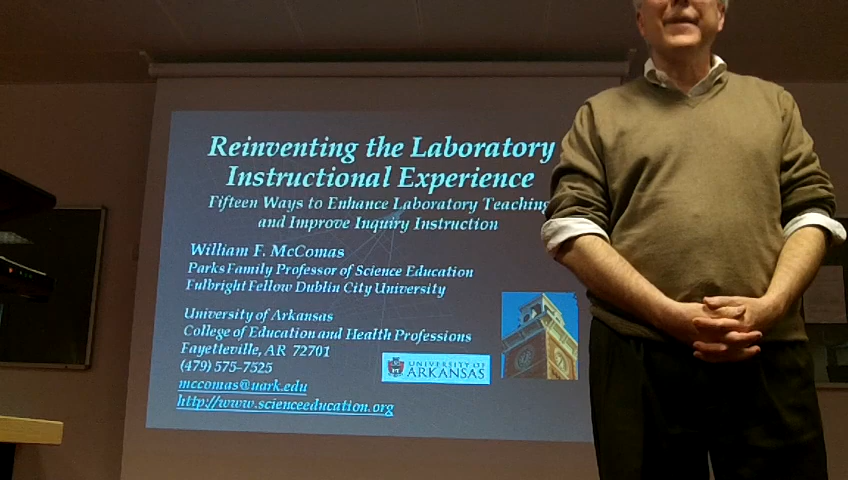 Reinventing the Laboratory
Instructional Experience
Fifteen Ways to Enhance Laboratory Teaching
and Improve Inquiry Instruction
William F. McComas
Parks Family Professor of Science Education
Fulbright Fellow Dublin City University
University of Arkansas
College of Education and Health Professions
Fayetteville, AR 72701
(479) 575-7525
mccomas@uark.edu
http://www.scienceeducation.org
UNIVERSITY OF
ARKANSAS